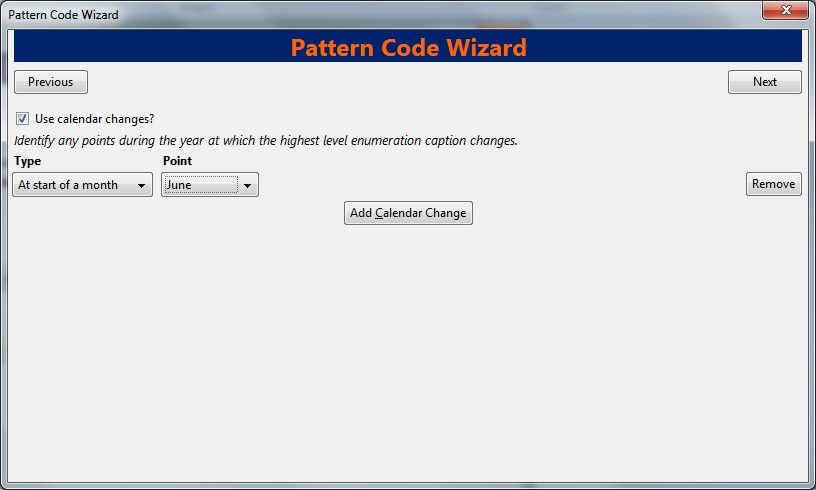 Pattern Code Wizard
Pattern Code Wizard
Previous
Next
Use calendar changes?
Identify any points during the year at which the highest level enumeration caption changes.
Type Point
At start of a month June Remove
Add Calendar Change